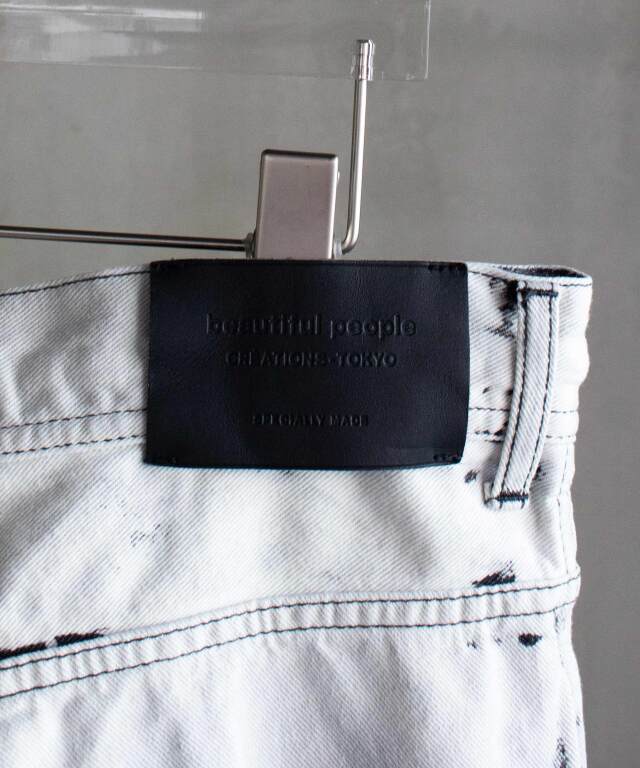 beautiful people
CREATIONS·TOKYO
SPECIALLY MADE